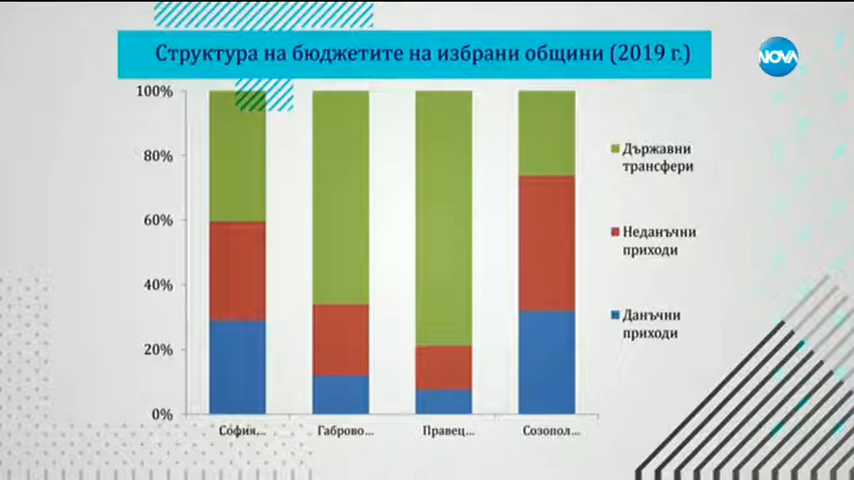 Структура на бюджетите на избрани общини (2019 г.)
NOVA
100%
80%
60%
40%
20%
0%
София,...
Габрово...
Правец...
Созопол...
Държавни
трансфери
Неданъчни
приходи
Данъчни
приходи